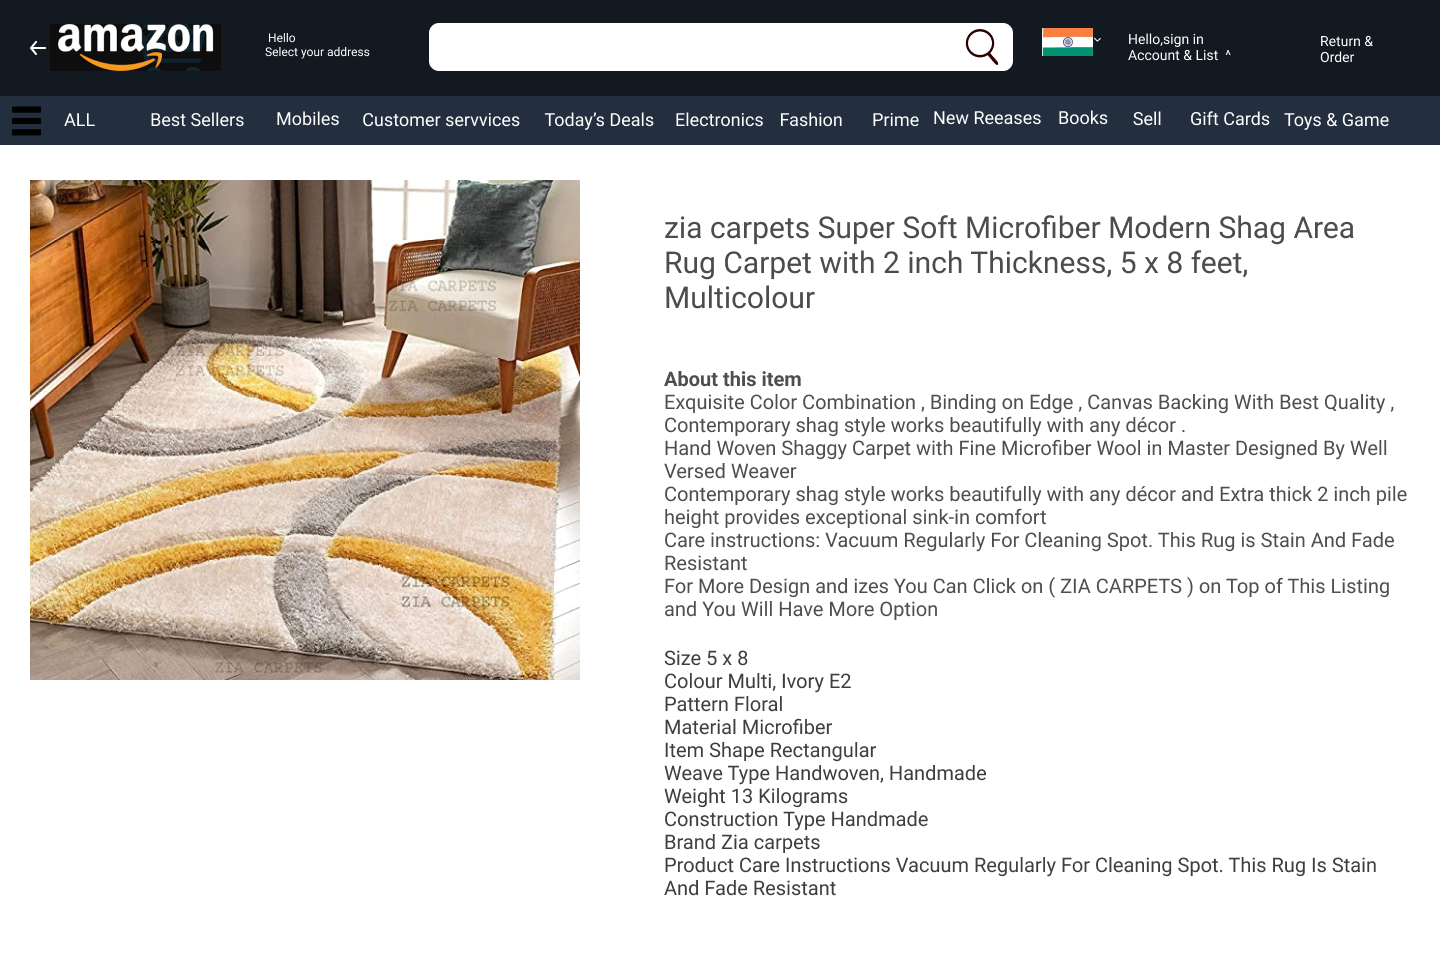 amazon
Hello
Select your address
Hello,sign in
Account & List ^
Return &
Order
ALL
Best Sellers
Mobiles
Customer servvices
Today’s Deals
Electronics
Fashion
Prime
New Reeases
Books
Sell
Gift Cards
Toys & Game
ZIA CARPETS
ZIA CARPETS
ZIA CARPETS
ZIA CARPETS
ZIA CARPETS
ZIA CARPETS
ZIA CARPETS
zia carpets Super Soft Microfiber Modern Shag Area
Rug Carpet with 2 inch Thickness, 5 x 8 feet,
Multicolour
About this item
Exquisite Color Combination , Binding on Edge , Canvas Backing With Best Quality ,
Contemporary shag style works beautifully with any décor .
Hand Woven Shaggy Carpet with Fine Microfiber Wool in Master Designed By Well
Versed Weaver
Contemporary shag style works beautifully with any décor and Extra thick 2 inch pile
height provides exceptional sink-in comfort
Care instructions: Vacuum Regularly For Cleaning Spot. This Rug is Stain And Fade
Resistant
For More Design and izes You Can Click on ( ZIA CARPETS ) on Top of This Listing
and You Will Have More Option
Size 5 x 8
Colour Multi, Ivory E2
Pattern Floral
Material Microfiber
Item Shape Rectangular
Weave Type Handwoven, Handmade
Weight 13 Kilograms
Construction Type Handmade
Brand Zia carpets
Product Care Instructions Vacuum Regularly For Cleaning Spot. This Rug Is Stain
And Fade Resistant